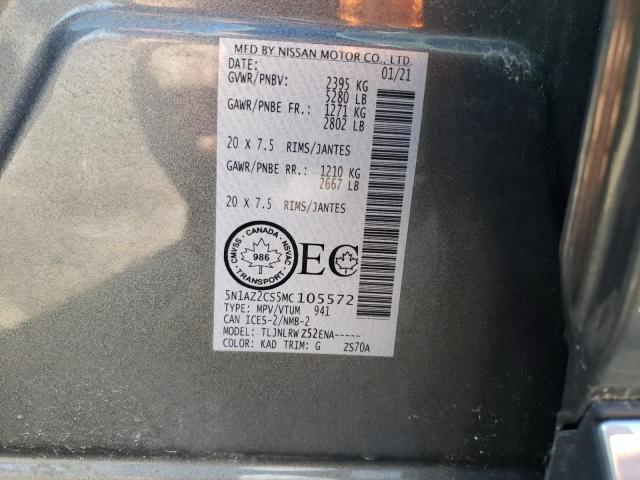 MFD BY NISSAN MOTOR CO., LTD.
DATE: 01/21
GVWR/PNBV: 2395 KG
5280 LB
GAWR/PNBE FR.: 1271 KG
2802 LB
20 X 7.5 RIMS/JANTES
GAWR/PNBE RR.: 1210 KG
2667 LB
20 X 7.5 RIMS/JANTES
CMVSS · CANADA · NSVAC
986
TRANSPORT
EC
5N1AZ2CS5MC105572
TYPE: MPV/VTUM 941
CAN ICES-2/NMB-2
MODEL: TLJNLRW Z52ENA-----
COLOR: KAD TRIM: G ZS70A